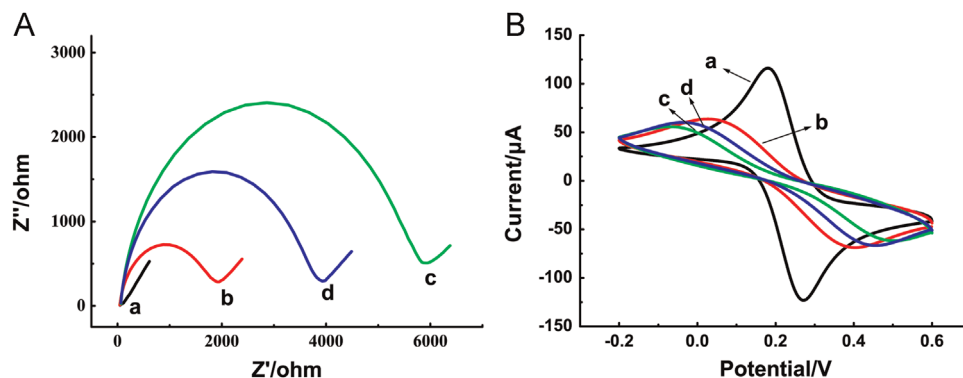 A
Z''/ohm
3000
2000
1000
0
a
b
d
c
0
2000
4000
6000
Z'/ohm
B
Current/μA
150
100
50
0
-50
-100
-150
a
d
c
b
-0.2
0.0
0.2
0.4
0.6
Potential/V